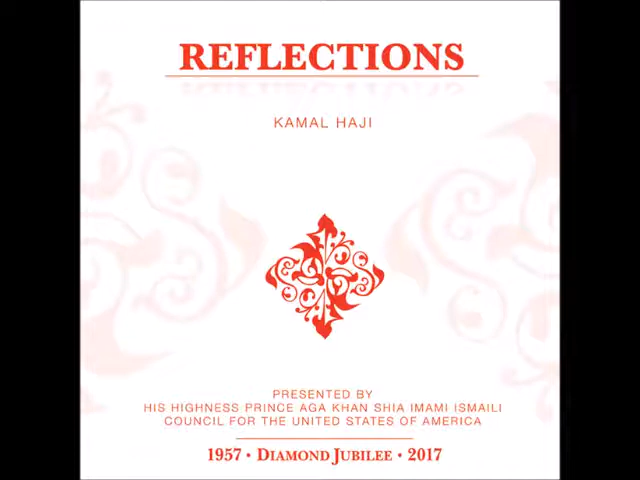 REFLECTIONS
KAMAL HAJI
PRESENTED BY
HIS HIGHNESS PRINCE AGA KHAN SHIA IMAMI ISMAILI
COUNCIL FOR THE UNITED STATES OF AMERICA
1957 • DIAMOND JUBILEE • 2017